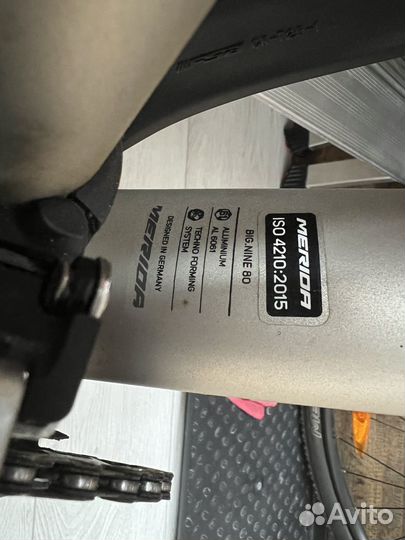 MERIDA
ISO 4210:2015
BIG.NINE 80
ALUMINIUM
AL 6061
TECHNO FORMING
SYSTEM
DESIGNED IN GERMANY
MERIDA
Avito